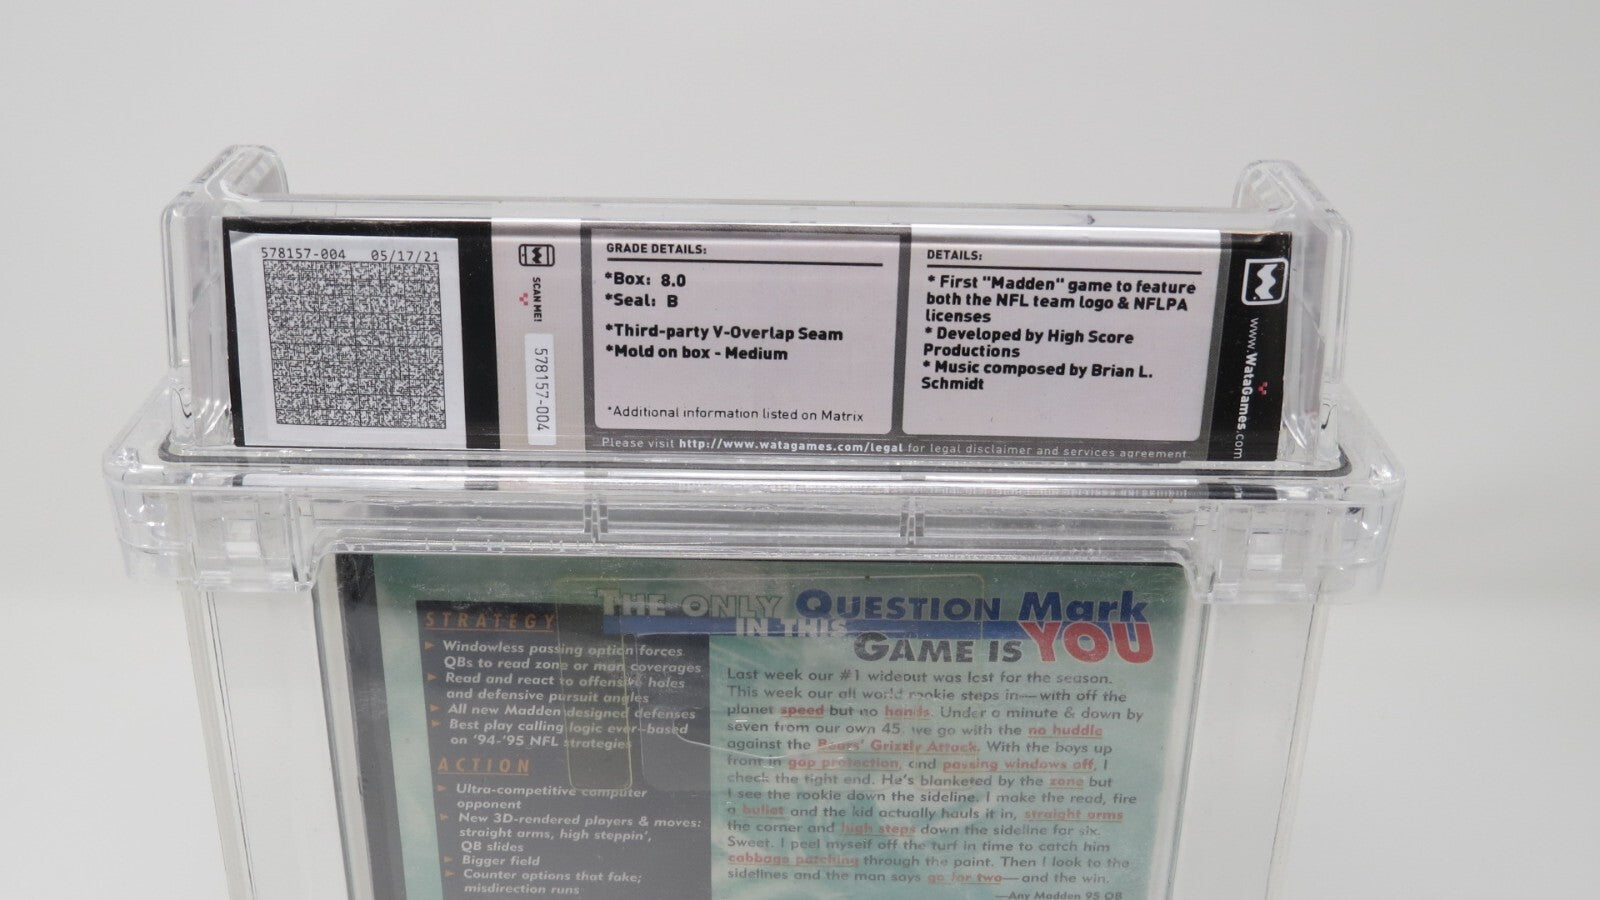 578157-004 05/17/21
SCAN ME!
578157-004
GRADE DETAILS:
*Box: 8.0
*Seal: B
*Third-party V-Overlap Seam
*Mold on box - Medium
*Additional information listed on Matrix
DETAILS:
* First "Madden" game to feature
both the NFL team logo & NFLPA
licenses
* Developed by High Score
Productions
* Music composed by Brian L.
Schmidt
Please visit http://www.watagames.com/legal for legal disclaimer and services agreement
www.WataGames.com
STRATEGY
Windowless passing option forces
QBs to read zone or man coverages
Read and react to offensive holes
and defensive pursuit angles
All new Madden designed defenses
Best play calling logic ever—based
on '94-'95 NFL strategies
ACTION
Ultra-competitive computer
opponent
New 3D-rendered players & moves:
straight arms, high steppin',
QB slides
Bigger field
Counter options that fake;
misdirection runs
THE ONLY QUESTION Mark
IN THIS
GAME IS YOU
Last week our #1 wideout was lost for the season.
This week our all world rookie steps in—with off the
planet speed but no hands. Under a minute & down by
seven from our own 45, we go with the no huddle
against the Bears' Grizzly Attack. With the boys up
front in gap protection, and passing windows off, I
check the tight end. He's blanketed by the zone but
I see the rookie down the sideline. I make the read, fire
a bullet and the kid actually hauls it in, straight arms
the corner and high steps down the sideline for six.
Sweet. I peel myself off the turf in time to catch him
cabbage patching through the paint. Then I look to the
sidelines and the man says go for two—and the win.
—Any Madden 95 QB